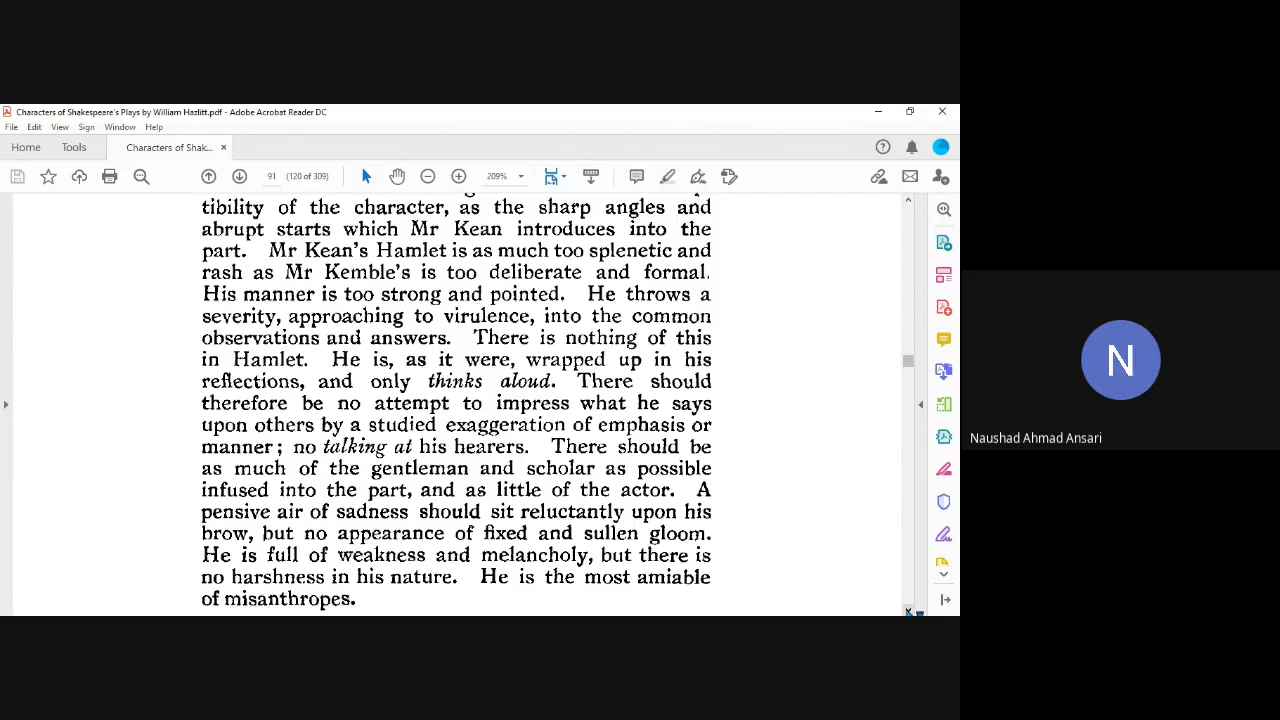 Characters of Shakespeare's Plays by William Hazlitt.pdf - Adobe Acrobat Reader DC
File Edit View Sign Window Help
Home Tools Characters of Shak... ×
91 (120 of 309) 209%
tibility of the character, as the sharp angles and
abrupt starts which Mr Kean introduces into the
part. Mr Kean's Hamlet is as much too splenetic and
rash as Mr Kemble's is too deliberate and formal.
His manner is too strong and pointed. He throws a
severity, approaching to virulence, into the common
observations and answers. There is nothing of this
in Hamlet. He is, as it were, wrapped up in his
reflections, and only thinks aloud. There should
therefore be no attempt to impress what he says
upon others by a studied exaggeration of emphasis or
manner; no talking at his hearers. There should be
as much of the gentleman and scholar as possible
infused into the part, and as little of the actor. A
pensive air of sadness should sit reluctantly upon his
brow, but no appearance of fixed and sullen gloom.
He is full of weakness and melancholy, but there is
no harshness in his nature. He is the most amiable
of misanthropes.
N
Naushad Ahmad Ansari